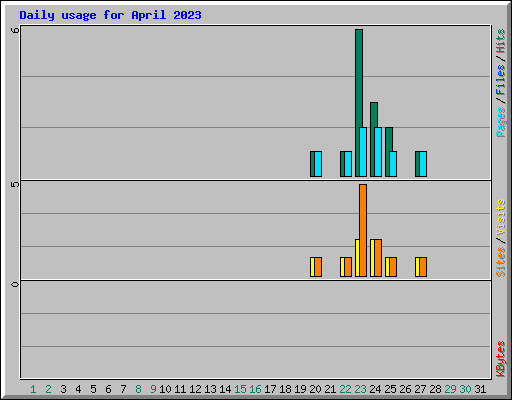 Daily usage for April 2023
6
5
0
Pages/Files/Hits
Sites/Visits
KBytes
1 2 3 4 5 6 7 8 9 10 11 12 13 14 15 16 17 18 19 20 21 22 23 24 25 26 27 28 29 30 31